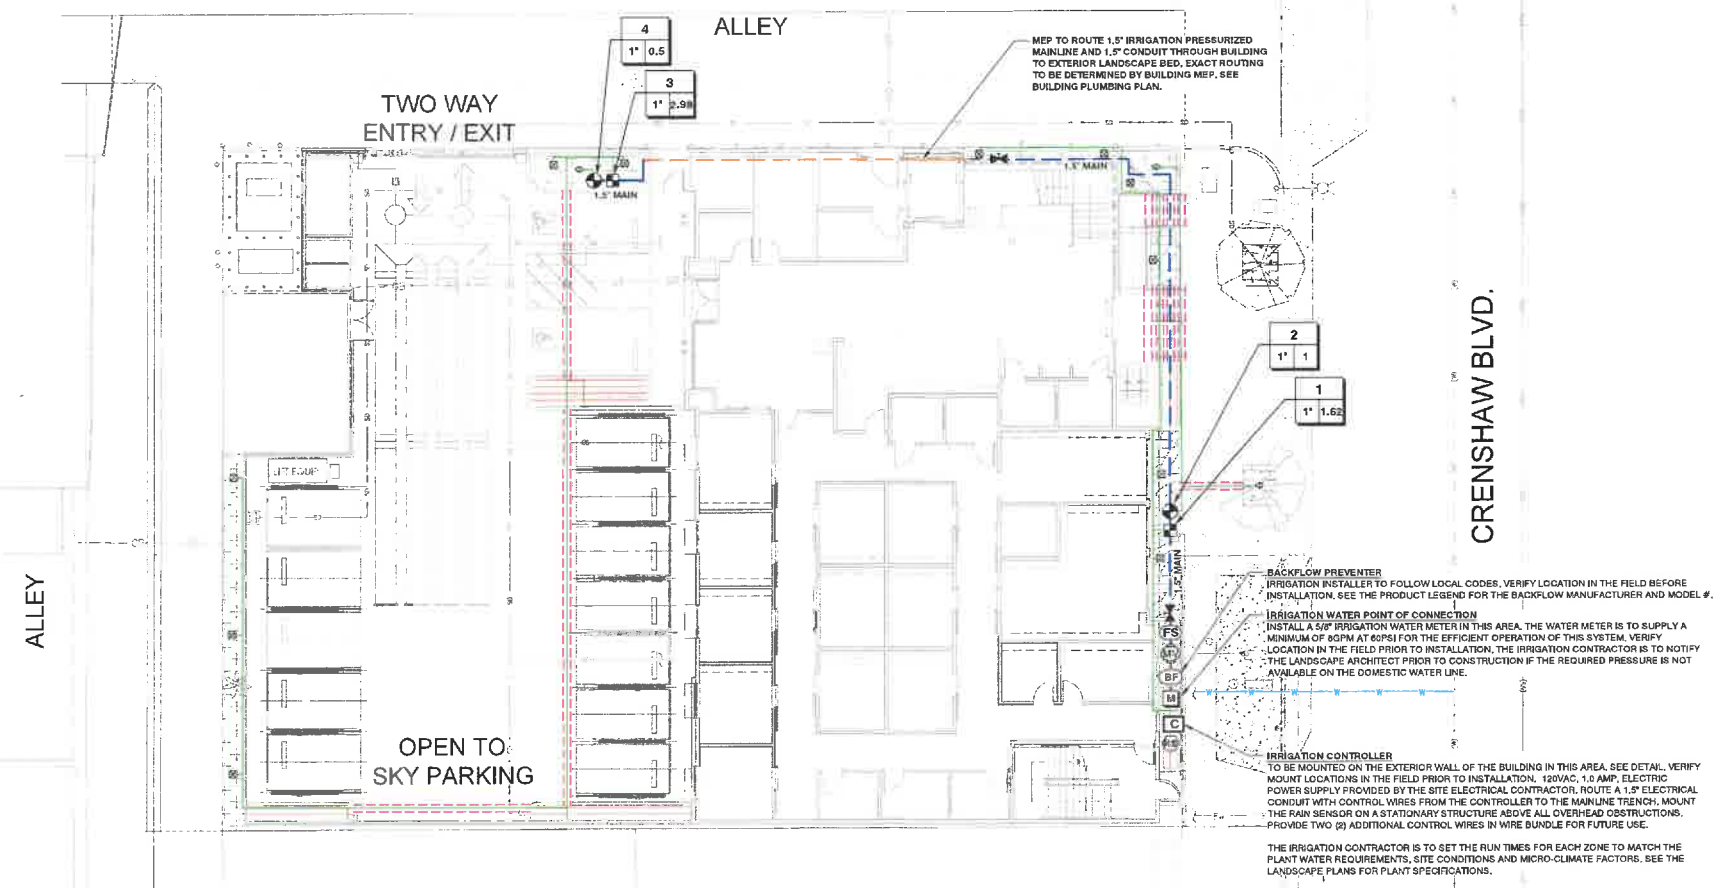 ALLEY
4
1" 0.5
3
1" 2.98
MEP TO ROUTE 1.5" IRRIGATION PRESSURIZED
MAINLINE AND 1.5" CONDUIT THROUGH BUILDING
TO EXTERIOR LANDSCAPE BED, EXACT ROUTING
TO BE DETERMINED BY BUILDING MEP, SEE
BUILDING PLUMBING PLAN.
TWO WAY
ENTRY / EXIT
1.5" MAIN
1.5" MAIN
2
1" 1
1
1" 1.62
CRENSHAW BLVD.
LIFT EQUIP
1.5" MAIN
ALLEY
BACKFLOW PREVENTER
IRRIGATION INSTALLER TO FOLLOW LOCAL CODES, VERIFY LOCATION IN THE FIELD BEFORE
INSTALLATION. SEE THE PRODUCT LEGEND FOR THE BACKFLOW MANUFACTURER AND MODEL #.
IRRIGATION WATER POINT OF CONNECTION
INSTALL A 5/8" IRRIGATION WATER METER IN THIS AREA. THE WATER METER IS TO SUPPLY A
MINIMUM OF 8GPM AT 60PSI FOR THE EFFICIENT OPERATION OF THIS SYSTEM. VERIFY
LOCATION IN THE FIELD PRIOR TO INSTALLATION, THE IRRIGATION CONTRACTOR IS TO NOTIFY
THE LANDSCAPE ARCHITECT PRIOR TO CONSTRUCTION IF THE REQUIRED PRESSURE IS NOT
AVAILABLE ON THE DOMESTIC WATER LINE.
FS
BF
M
W W W W W
C
OPEN TO
SKY PARKING
IRRIGATION CONTROLLER
TO BE MOUNTED ON THE EXTERIOR WALL OF THE BUILDING IN THIS AREA. SEE DETAIL, VERIFY
MOUNT LOCATIONS IN THE FIELD PRIOR TO INSTALLATION. 120VAC, 1.0 AMP, ELECTRIC
POWER SUPPLY PROVIDED BY THE SITE ELECTRICAL CONTRACTOR. ROUTE A 1.5" ELECTRICAL
CONDUIT WITH CONTROL WIRES FROM THE CONTROLLER TO THE MAINLINE TRENCH, MOUNT
THE RAIN SENSOR ON A STATIONARY STRUCTURE ABOVE ALL OVERHEAD OBSTRUCTIONS.
PROVIDE TWO (2) ADDITIONAL CONTROL WIRES IN WIRE BUNDLE FOR FUTURE USE.
THE IRRIGATION CONTRACTOR IS TO SET THE RUN TIMES FOR EACH ZONE TO MATCH THE
PLANT WATER REQUIREMENTS, SITE CONDITIONS AND MICRO-CLIMATE FACTORS. SEE THE
LANDSCAPE PLANS FOR PLANT SPECIFICATIONS.